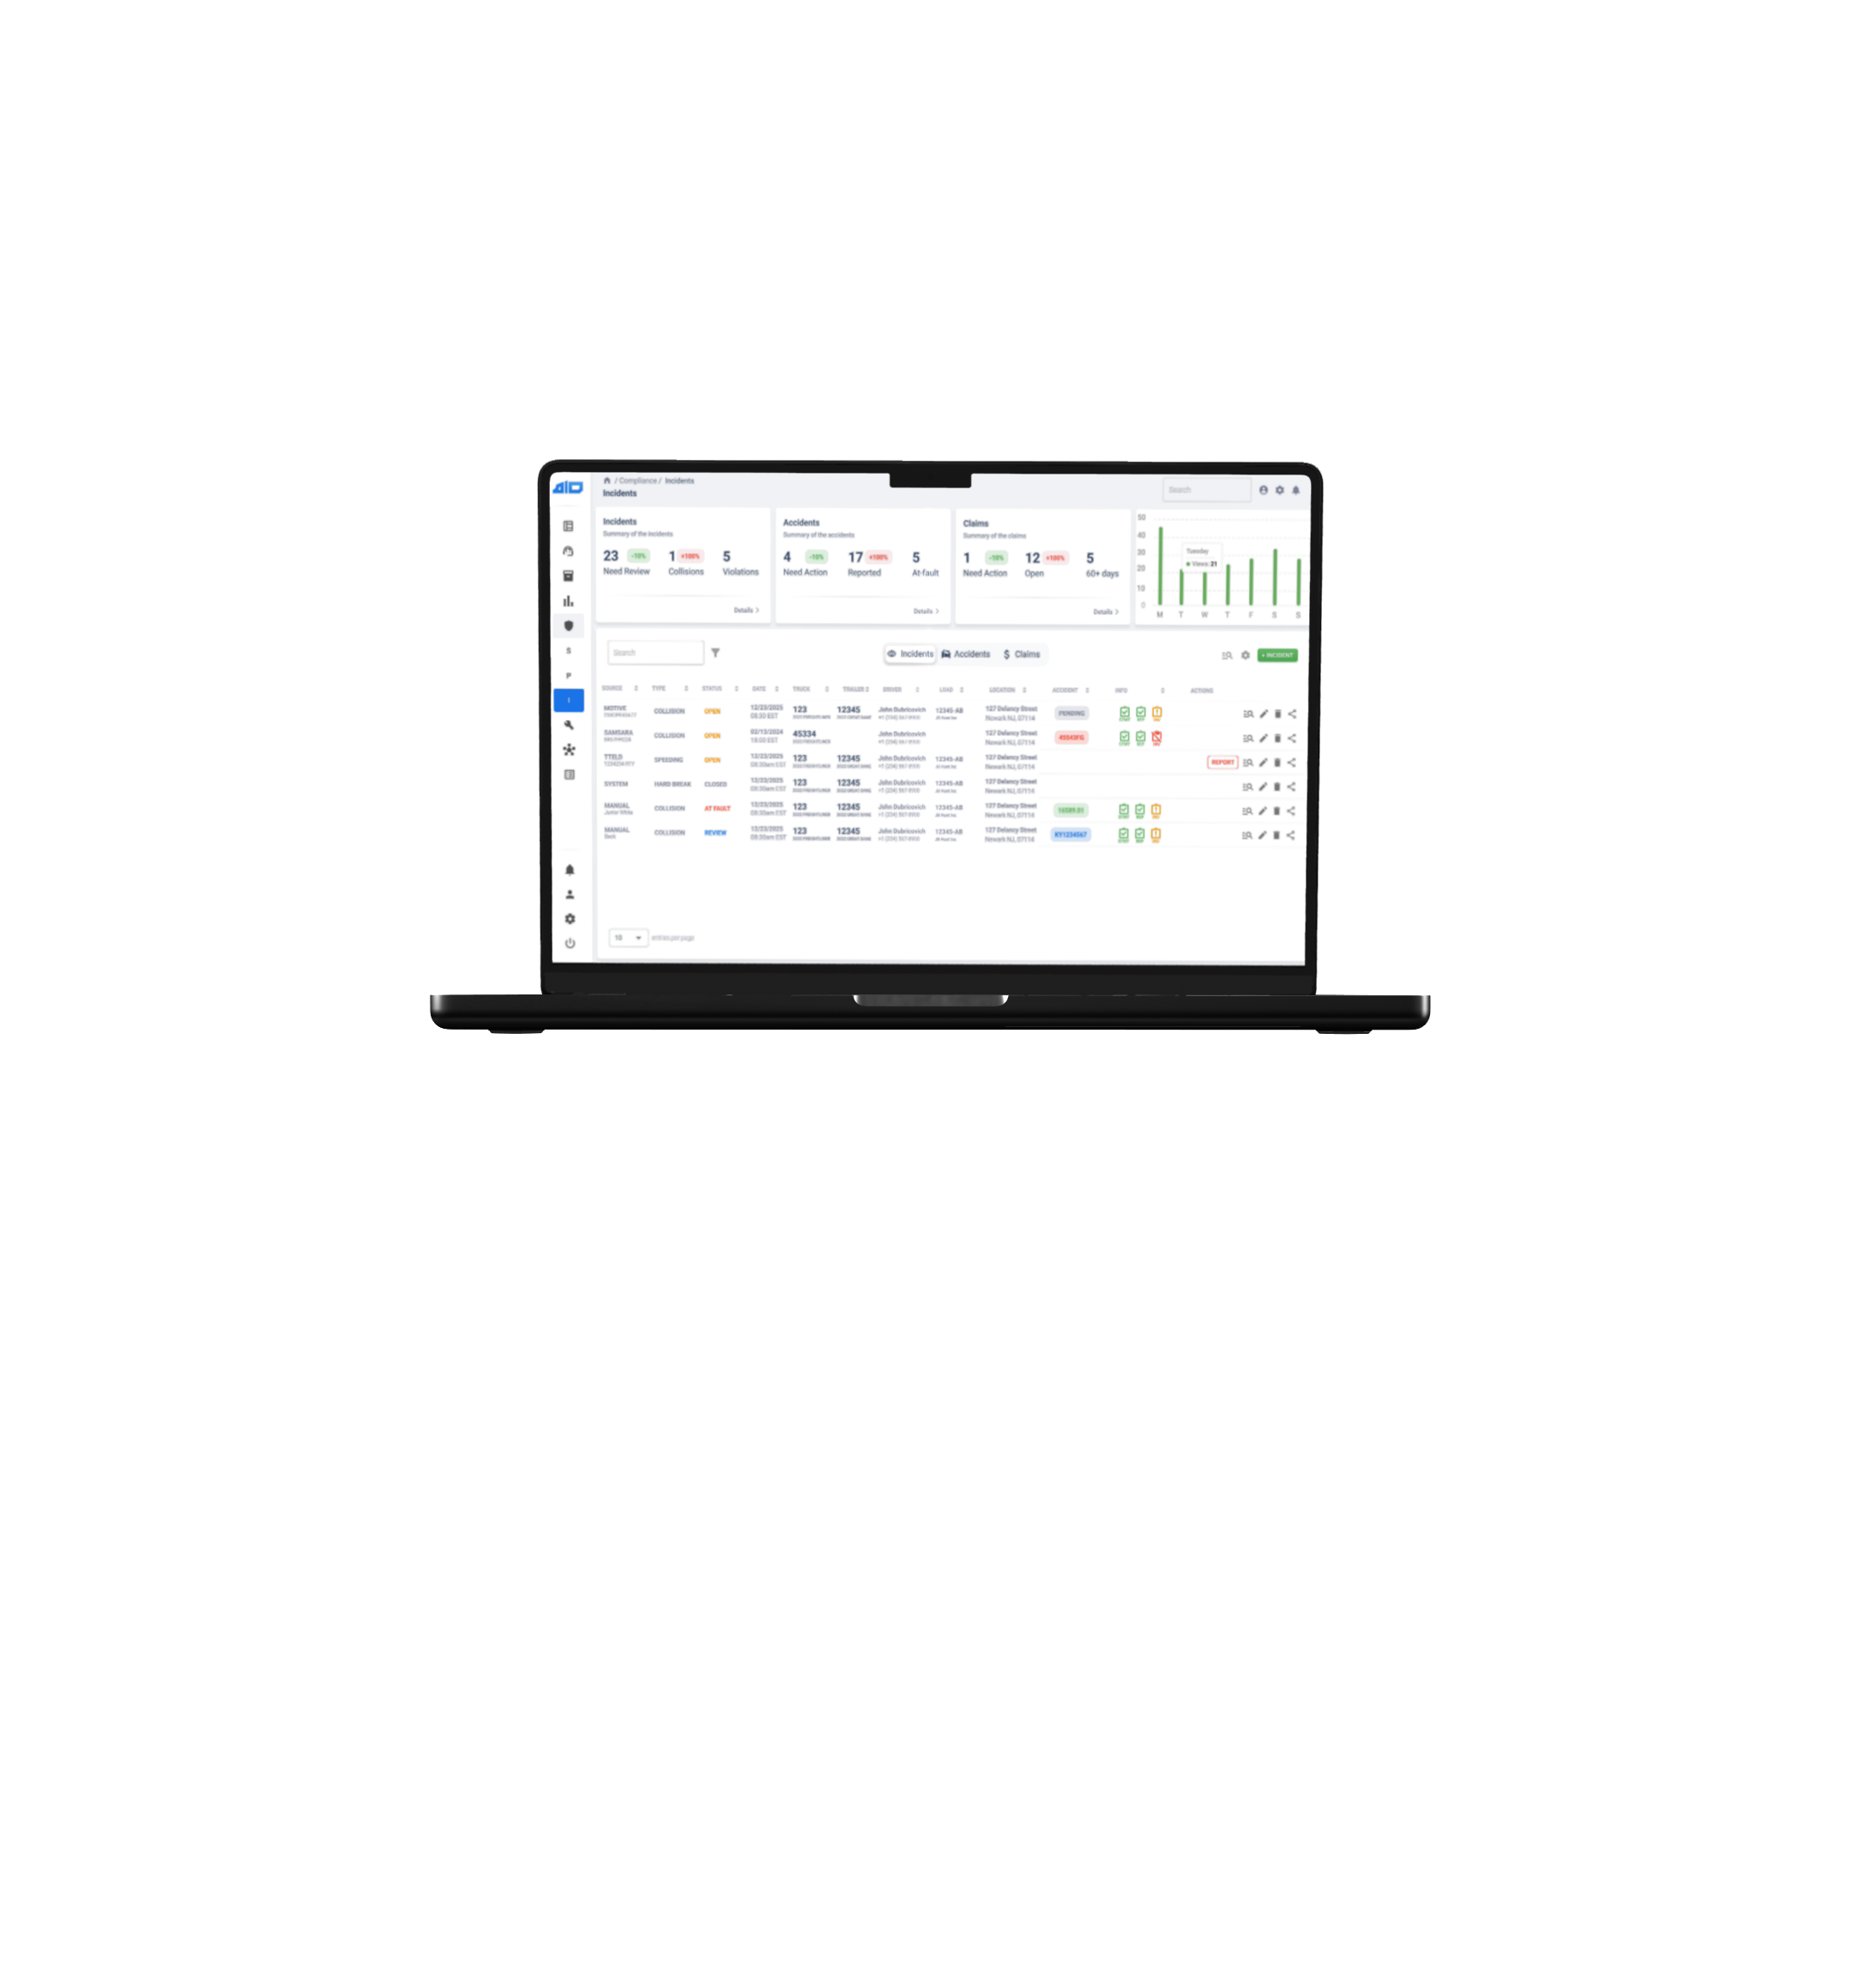 / Compliance / Incidents
Incidents
Search
Incidents
Summary of the incidents
23 -10% 1 +100% 5
Need Review Collisions Violations
Details >
Accidents
Summary of the accidents
4 -10% 17 +100% 5
Need Action Reported At-fault
Details >
Claims
Summary of the claims
1 -10% 12 +100% 5
Need Action Open 60+ days
Details >
50
40
30
20
10
0
Tuesday
Views: 21
M T W T F S S
S
P
I
Search
Incidents Accidents $ Claims
+ INCIDENT
SOURCE TYPE STATUS DATE TRUCK TRAILER DRIVER LOAD LOCATION ACCIDENT INFO ACTIONS
MOTIVE COLLISION OPEN 12/23/2025 123 12345 John Dubricovich 12345-AB 127 Delancy Street PENDING
08:30 EST Newark NJ, 07114
SAMSARA COLLISION OPEN 02/13/2024 45334 John Dubricovich 127 Delancy Street
18:03 EST Newark NJ, 07114
TTELD SPEEDING OPEN 12/23/2025 123 12345 John Dubricovich 12345-AB 127 Delancy Street REPORT
08:30am EST Newark NJ, 07114
SYSTEM HARD BREAK CLOSED 12/23/2025 123 12345 John Dubricovich 12345-AB 127 Delancy Street
08:30am EST Newark NJ, 07114
MANUAL COLLISION AT FAULT 12/23/2025 123 12345 John Dubricovich 12345-AB 127 Delancy Street
Junior White 08:30am EST Newark NJ, 07114
MANUAL COLLISION REVIEW 12/23/2025 123 12345 John Dubricovich 12345-AB 127 Delancy Street KY1234567
08:30am EST Newark NJ, 07114
10 entries per page